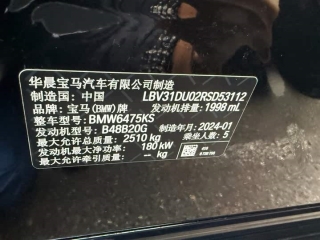 华晨宝马汽车有限公司制造
制造国：中国 LBV31DU02RSD53112
品牌：宝马(BMW)牌 发动机排量：1998 mL
整车型号：BMW6475KS
发动机型号：B48B20G 制造年月：2024-01
最大允许总质量：2510 kg 乘坐人数：5
发动机最大净功率：180 kW
最大允许牵引质量：-- kg